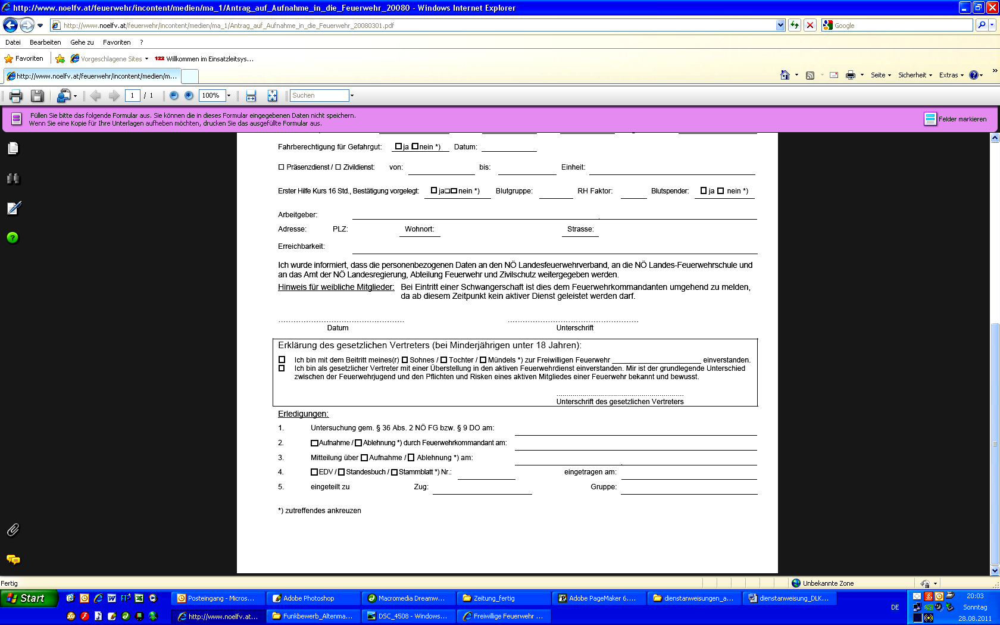 http://www.noelfv.at/feuerwehr/incontent/medien/ma_1/Antrag_auf_Aufnahme_in_die_Feuerwehr_20080 - Windows Internet Explorer
http://www.noelfv.at/feuerwehr/incontent/medien/ma_1/Antrag_auf_Aufnahme_in_die_Feuerwehr_20080301.pdf
Google
Datei Bearbeiten Gehe zu Favoriten ?
Favoriten Vorgeschlagene Sites 122 Willkommen im Einsatzleitsys...
http://www.noelfv.at/feuerwehr/incontent/medien/m...
Seite Sicherheit Extras ? »
1 / 1 100% Suchen
Füllen Sie bitte das folgende Formular aus. Sie können die in dieses Formular eingegebenen Daten nicht speichern.
Wenn Sie eine Kopie für Ihre Unterlagen aufheben möchten, drucken Sie das ausgefüllte Formular aus.
Felder markieren
Fahrberechtigung für Gefahrgut: ja nein *) Datum:
Präsenzdienst / Zivildienst: von: bis: Einheit:
Erster Hilfe Kurs 16 Std., Bestätigung vorgelegt: ja nein *) Blutgruppe: RH Faktor: Blutspender: ja nein *)
Arbeitgeber:
Adresse: PLZ: Wohnort: Strasse:
Erreichbarkeit:
Ich wurde informiert, dass die personenbezogenen Daten an den NÖ Landesfeuerwehrverband, an die NÖ Landes-Feuerwehrschule und
an das Amt der NÖ Landesregierung, Abteilung Feuerwehr und Zivilschutz weitergegeben werden.
Hinweis für weibliche Mitglieder: Bei Eintritt einer Schwangerschaft ist dies dem Feuerwehrkommandanten umgehend zu melden,
da ab diesem Zeitpunkt kein aktiver Dienst geleistet werden darf.
Datum Unterschrift
Erklärung des gesetzlichen Vertreters (bei Minderjährigen unter 18 Jahren):
Ich bin mit dem Beitritt meines(r) Sohnes / Tochter / Mündels *) zur Freiwilligen Feuerwehr ______________________ einverstanden.
Ich bin als gesetzlicher Vertreter mit einer Überstellung in den aktiven Feuerwehrdienst einverstanden. Mir ist der grundlegende Unterschied
zwischen der Feuerwehrjugend und den Pflichten und Risken eines aktiven Mitgliedes einer Feuerwehr bekannt und bewusst.
Unterschrift des gesetzlichen Vertreters
Erledigungen:
1. Untersuchung gem. § 36 Abs. 2 NÖ FG bzw. § 9 DO am:
2. Aufnahme / Ablehnung *) durch Feuerwehrkommandant am:
3. Mitteilung über Aufnahme / Ablehnung *) am:
4. EDV / Standesbuch / Stammblatt *) Nr.: eingetragen am:
5. eingeteilt zu Zug: Gruppe:
*) zutreffendes ankreuzen
Fertig
Unbekannte Zone
Start
Posteingang - Micros... Adobe Photoshop Macromedia Dreamw... Zeitung_fertig Adobe PageMaker 6.... dienstanweisungen_a... dienstanweisung_DLK...
http://www.noelfv.at... Funkbewerb_Altenma... DSC_4508 - Windows... Freiwillige Feuerwehr ...
DE
20:03
Sonntag
28.08.2011